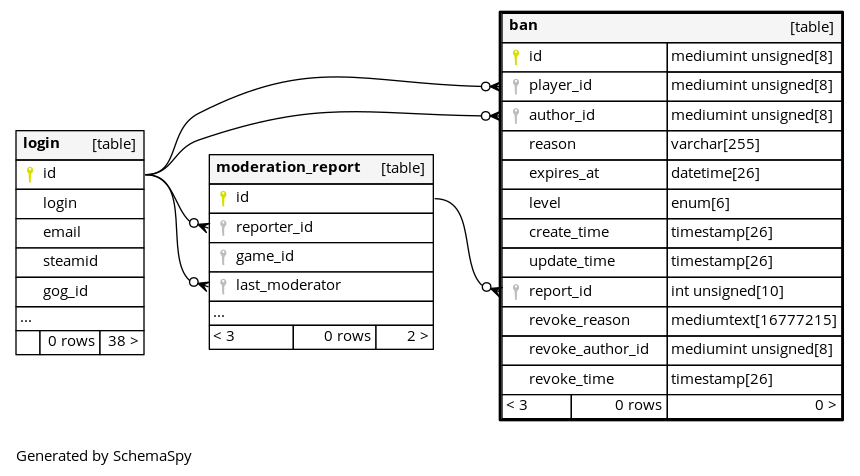 login [table]
id
login
email
steamid
gog_id
...
0 rows 38 >
moderation_report [table]
id
reporter_id
game_id
last_moderator
...
< 3 0 rows 2 >
ban [table]
id mediumint unsigned[8]
player_id mediumint unsigned[8]
author_id mediumint unsigned[8]
reason varchar[255]
expires_at datetime[26]
level enum[6]
create_time timestamp[26]
update_time timestamp[26]
report_id int unsigned[10]
revoke_reason mediumtext[16777215]
revoke_author_id mediumint unsigned[8]
revoke_time timestamp[26]
< 3 0 rows 0 >
Generated by SchemaSpy